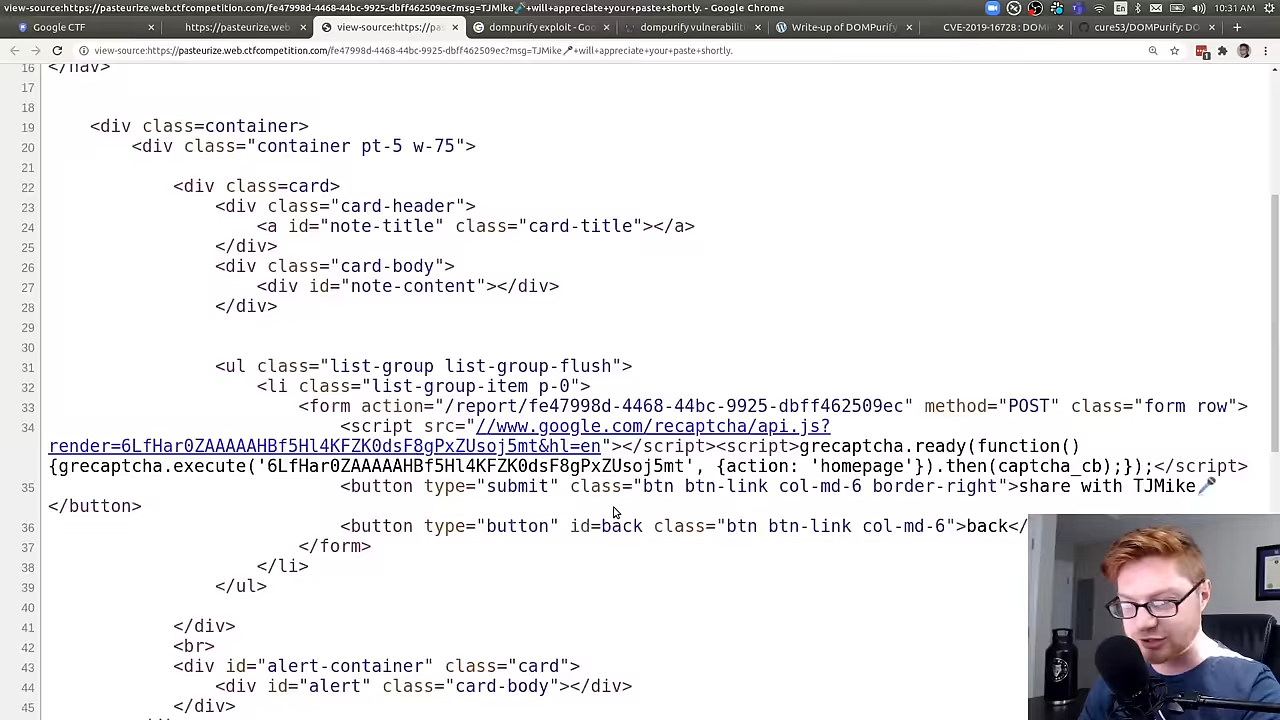 view-source:https://pasteurize.web.ctfcompetition.com/fe47998d-4468-44bc-9925-dbff462509ec?msg=TJMike🎤+will+appreciate+your+paste+shortly. - Google Chrome
10:31 AM
Google CTF
https://pasteurize.web.c
view-source:https://paste
dompurify exploit - Goo
dompurify vulnerabiliti
Write-up of DOMPurify
CVE-2019-16728 : DOM
cure53/DOMPurify: DO
view-source:https://pasteurize.web.ctfcompetition.com/fe47998d-4468-44bc-9925-dbff462509ec?msg=TJMike🎤+will+appreciate+your+paste+shortly.
16 </nav>
17
18
19 <div class=container>
20 <div class="container pt-5 w-75">
21
22 <div class=card>
23 <div class="card-header">
24 <a id="note-title" class="card-title"></a>
25 </div>
26 <div class="card-body">
27 <div id="note-content"></div>
28 </div>
29
30
31 <ul class="list-group list-group-flush">
32 <li class="list-group-item p-0">
33 <form action="/report/fe47998d-4468-44bc-9925-dbff462509ec" method="POST" class="form row">
34 <script src="//www.google.com/recaptcha/api.js?
render=6LfHar0ZAAAAAHBf5Hl4KFZK0dsF8gPxZUsoj5mt&hl=en"></script><script>grecaptcha.ready(function()
{grecaptcha.execute('6LfHar0ZAAAAAHBf5Hl4KFZK0dsF8gPxZUsoj5mt', {action: 'homepage'}).then(captcha_cb);});</script>
35 <button type="submit" class="btn btn-link col-md-6 border-right">share with TJMike🎤
</button>
36 <button type="button" id=back class="btn btn-link col-md-6">back</
37 </form>
38 </li>
39 </ul>
40
41 </div>
42 <br>
43 <div id="alert-container" class="card">
44 <div id="alert" class="card-body"></div>
45 </div>